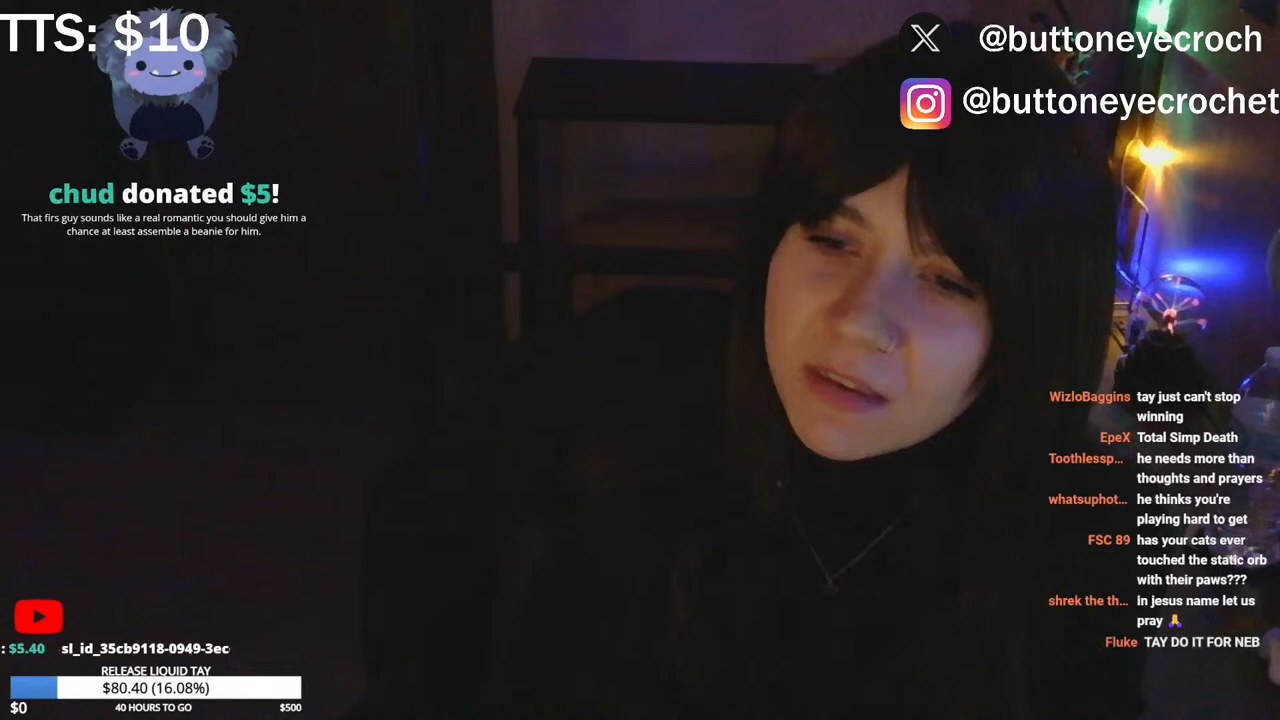 TTS: $10
chud donated $5!
That firs guy sounds like a real romantic you should give him a
chance at least assemble a beanie for him.
@buttoneyecroch
@buttoneyecrochet
WizloBaggins tay just can't stop
winning
EpeX Total Simp Death
Toothlessp... he needs more than
thoughts and prayers
whatsuphot... he thinks you're
playing hard to get
FSC 89 has your cats ever
touched the static orb
with their paws???
shrek the th... in jesus name let us
pray 🙏
Fluke TAY DO IT FOR NEB
: $5.40 sl_id_35cb9118-0949-3ec
RELEASE LIQUID TAY
$80.40 (16.08%)
$0 40 HOURS TO GO $500